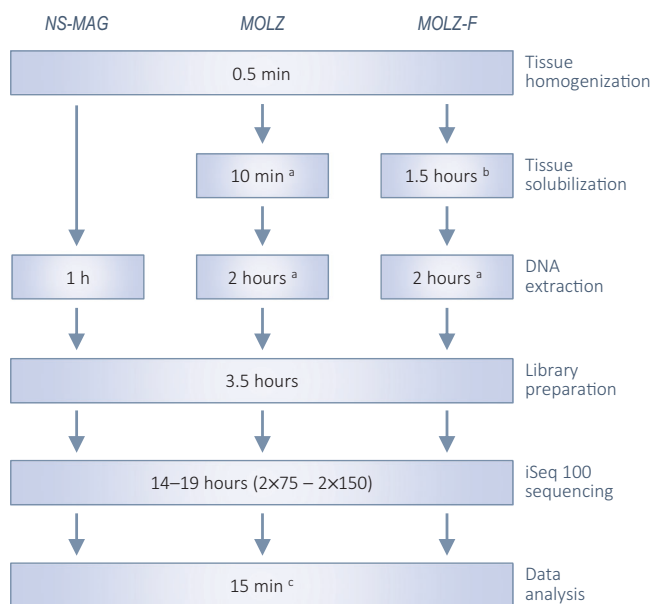 NS-MAG MOLZ MOLZ-F
0.5 min
Tissue
homogenization
10 min ᵃ
1.5 hours ᵇ
Tissue
solubilization
1 h
2 hours ᵃ
2 hours ᵃ
DNA
extraction
3.5 hours
Library
preparation
14–19 hours (2×75 – 2×150)
iSeq 100
sequencing
15 min ᶜ
Data
analysis